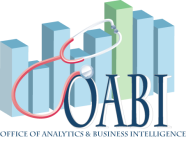 OABI
OFFICE OF ANALYTICS & BUSINESS INTELLIGENCE